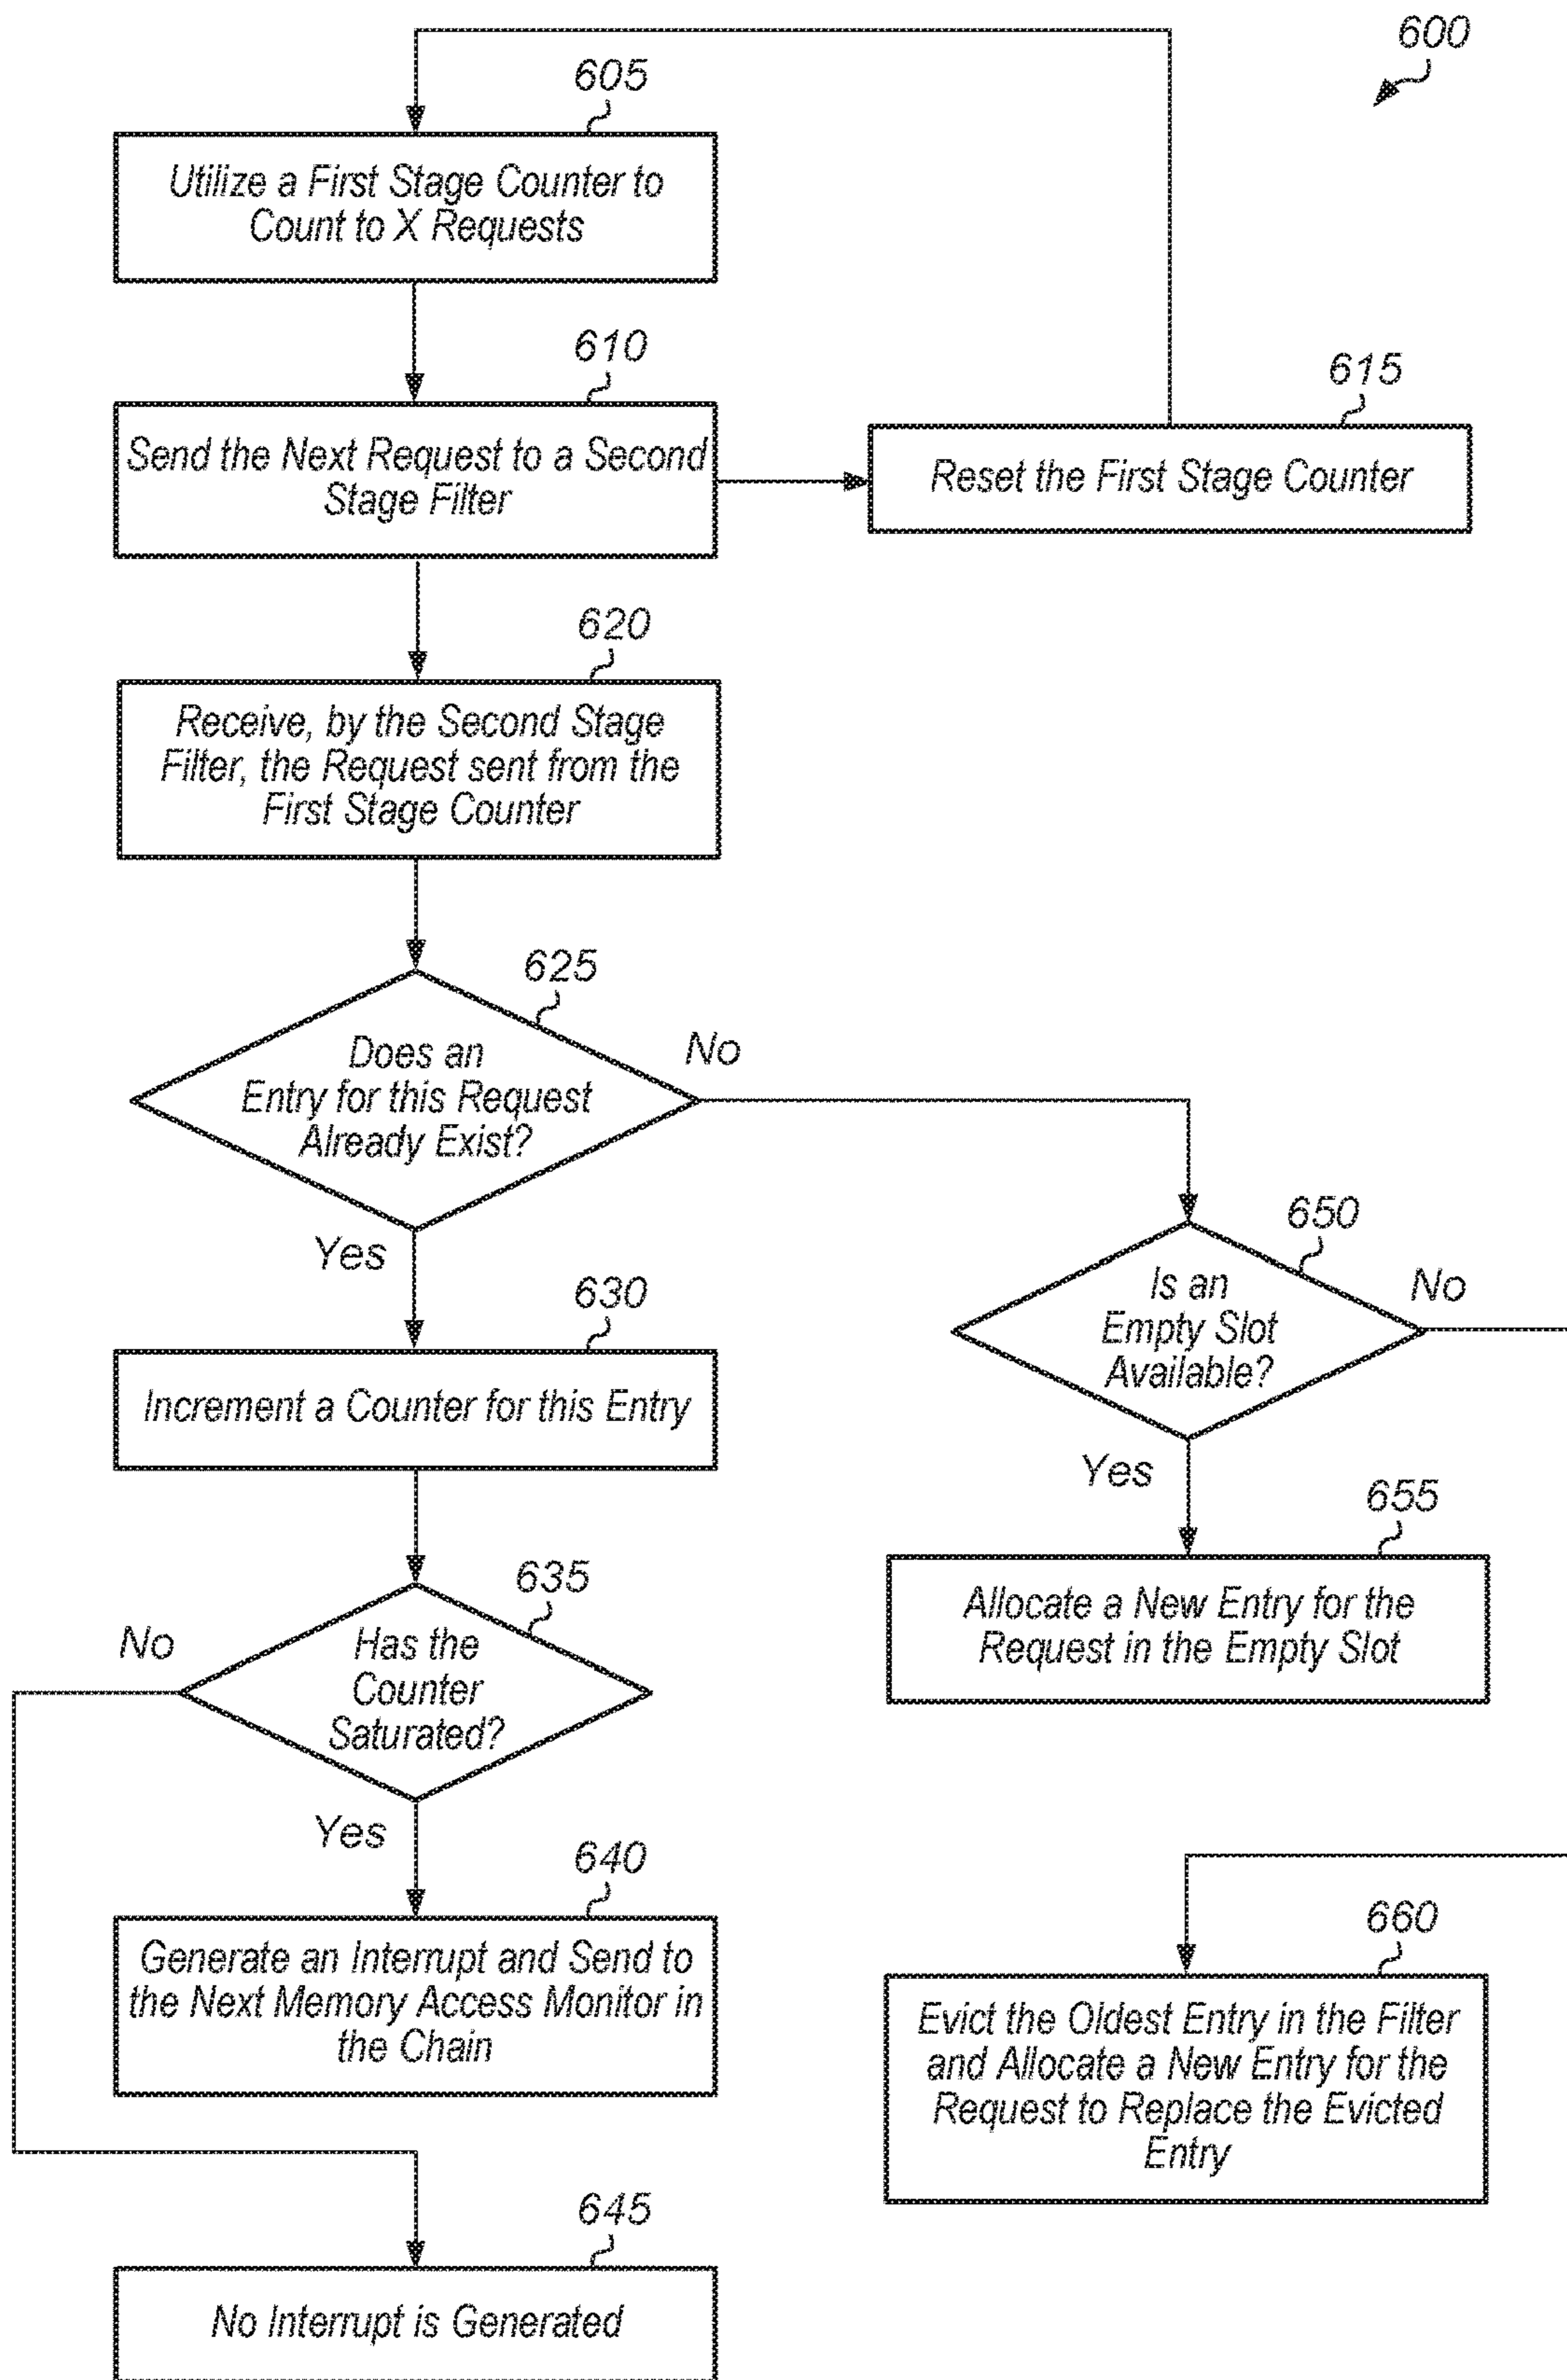 600
605
Utilize a First Stage Counter to
Count to X Requests
610
Send the Next Request to a Second
Stage Filter
615
Reset the First Stage Counter
620
Receive, by the Second Stage
Filter, the Request sent from the
First Stage Counter
625
Does an
Entry for this Request
Already Exist?
No
Yes
630
Increment a Counter for this Entry
635
Has the
Counter
Saturated?
No
Yes
640
Generate an Interrupt and Send to
the Next Memory Access Monitor in
the Chain
645
No Interrupt is Generated
650
Is an
Empty Slot
Available?
No
Yes
655
Allocate a New Entry for the
Request in the Empty Slot
660
Evict the Oldest Entry in the Filter
and Allocate a New Entry for the
Request to Replace the Evicted
Entry